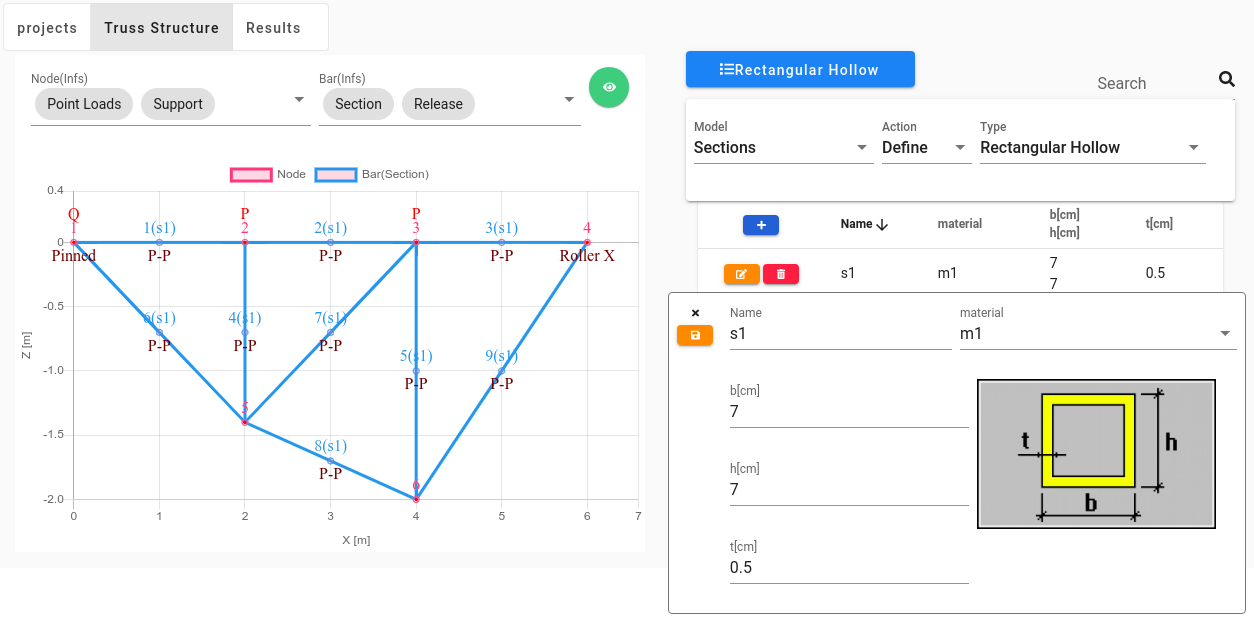 projects Truss Structure Results
Rectangular Hollow
Search
Node(Infs) Bar(Infs)
Point Loads Support Section Release
Model Action Type
Sections Define Rectangular Hollow
Node Bar(Section)
0.4
Q P P
1 1(s1) 2 2(s1) 3 3(s1) 4
0
Pinned P-P P-P P-P Roller X
-0.5
6(s1) 4(s1) 7(s1)
P-P P-P P-P
Z [m]
-1.0
5(s1) 9(s1)
P-P P-P
5
-1.5
8(s1)
P-P
6
-2.0
0 1 2 3 4 5 6 7
X [m]
+ Name material b[cm] t[cm]
h[cm]
s1 m1 7 0.5
7
Name material
s1 m1
b[cm]
7
h[cm]
7
t[cm]
0.5
t h
b